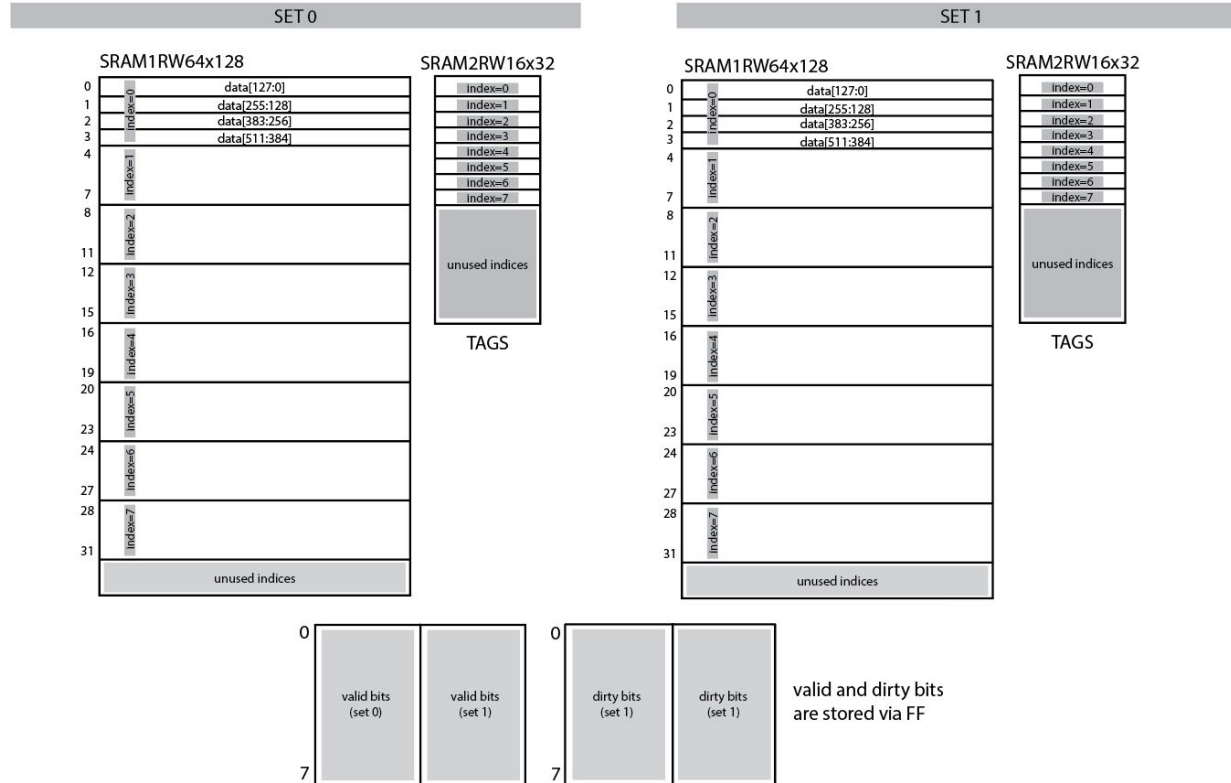 SET 0
SET 1
SRAM1RW64x128
SRAM2RW16x32
0 data[127:0]
1 data[255:128]
2 data[383:256]
3 data[511:384]
index=0
4
7
index=1
8
11
index=2
12
15
index=3
16
19
index=4
20
23
index=5
24
27
index=6
28
31
index=7
unused indices
index=0
index=1
index=2
index=3
index=4
index=5
index=6
index=7
unused indices
TAGS
SRAM1RW64x128
SRAM2RW16x32
0 data[127:0]
1 data[255:128]
2 data[383:256]
3 data[511:384]
index=0
4
7
index=1
8
11
index=2
12
15
index=3
16
19
index=4
20
23
index=5
24
27
index=6
28
31
index=7
unused indices
index=0
index=1
index=2
index=3
index=4
index=5
index=6
index=7
unused indices
TAGS
0
7
valid bits
(set 0)
valid bits
(set 1)
0
7
dirty bits
(set 1)
dirty bits
(set 1)
valid and dirty bits
are stored via FF